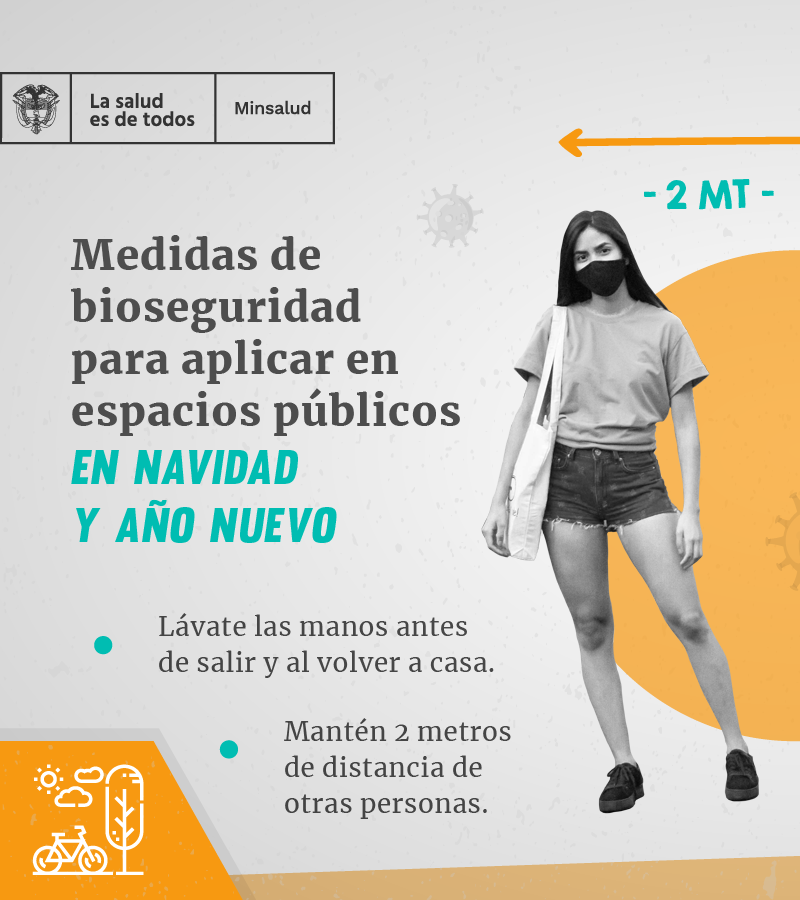 La salud
es de todos
Minsalud
- 2 MT -
Medidas de
bioseguridad
para aplicar en
espacios públicos
EN NAVIDAD
Y AÑO NUEVO
Lávate las manos antes
de salir y al volver a casa.
Mantén 2 metros
de distancia de
otras personas.